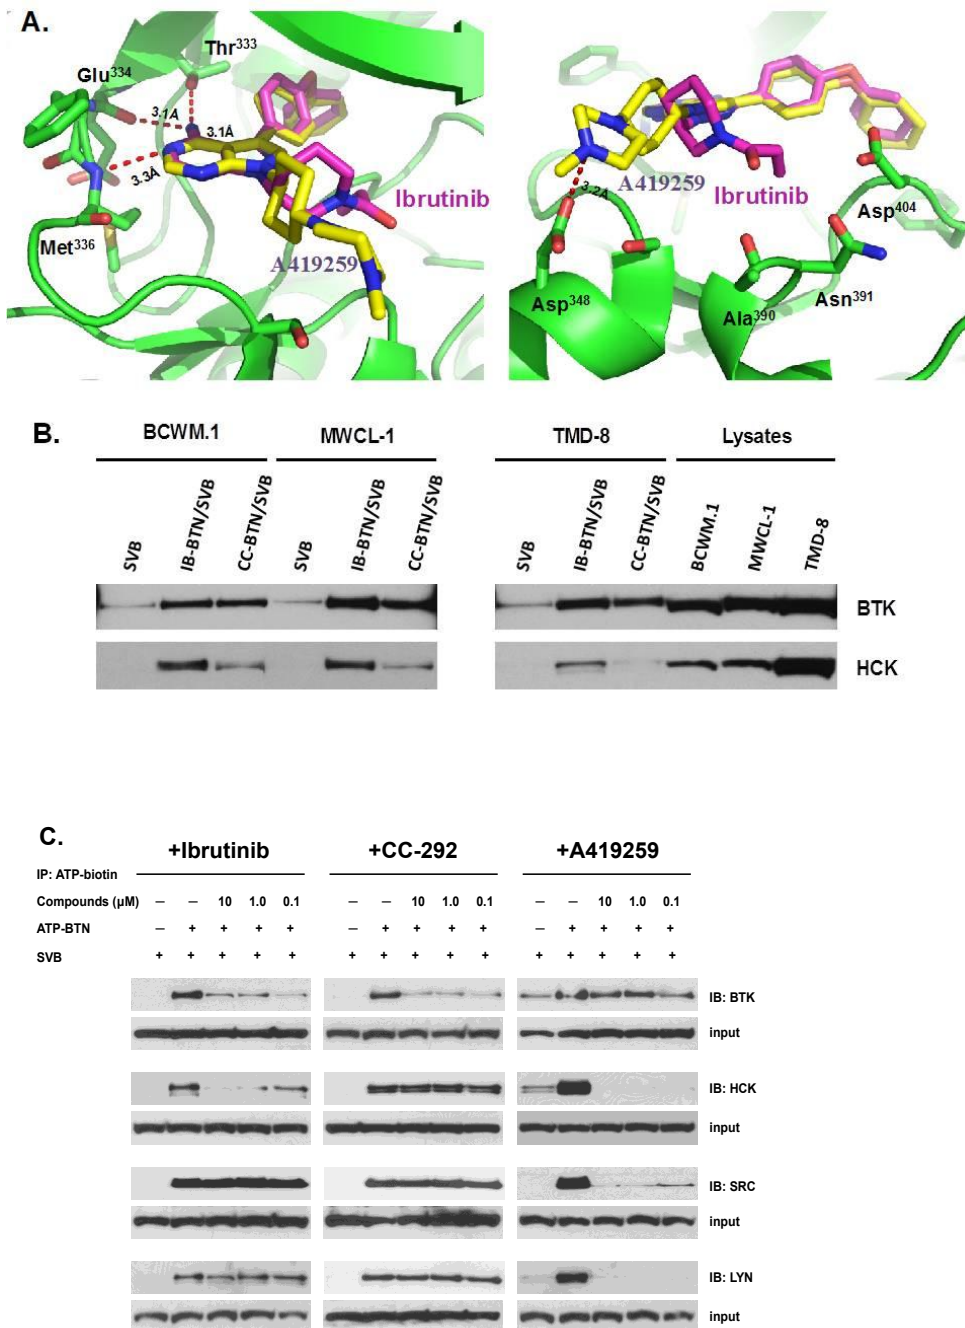 A.
Thr333
Glu334
3.1Å
3.1Å
3.3Å
Ibrutinib
Met336
A419259
A419259
Ibrutinib
3.2Å
Asp404
Asp348
Ala390
Asn391
B.
BCWM.1 MWCL-1 TMD-8 Lysates
SVB IB-BTN/SVB CC-BTN/SVB SVB IB-BTN/SVB CC-BTN/SVB SVB IB-BTN/SVB CC-BTN/SVB BCWM.1 MWCL-1 TMD-8
BTK
HCK
C.
+Ibrutinib +CC-292 +A419259
IP: ATP-biotin
Compounds (µM) — — 10 1.0 0.1 — — 10 1.0 0.1 — — 10 1.0 0.1
ATP-BTN — + + + + — + + + + — + + + +
SVB + + + + + + + + + + + + + + +
IB: BTK
input
IB: HCK
input
IB: SRC
input
IB: LYN
input